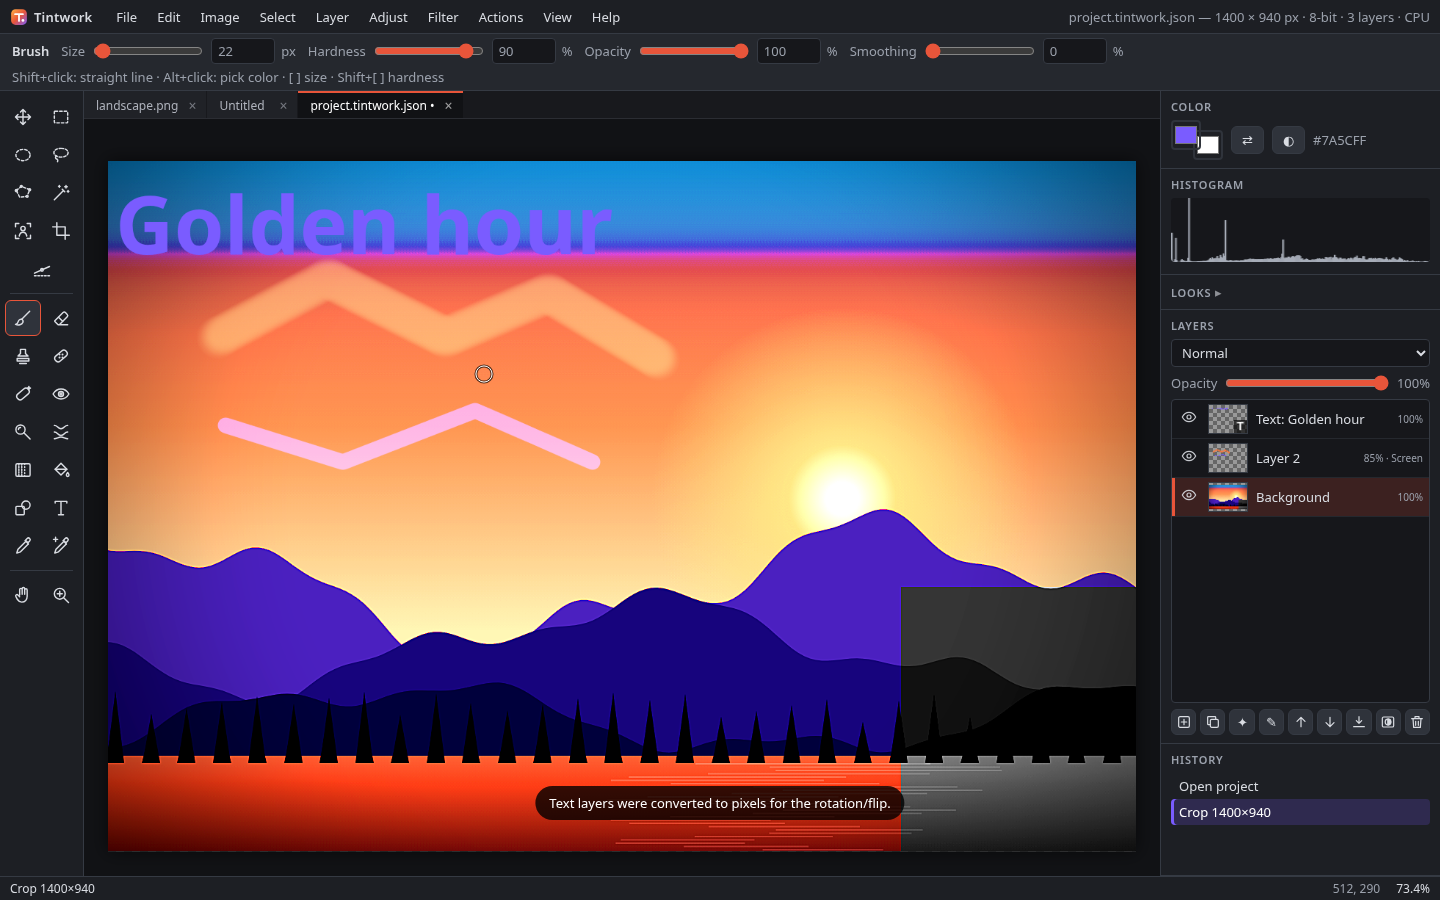 Tintwork File Edit Image Select Layer Adjust Filter Actions View Help project.tintwork.json — 1400 × 940 px · 8-bit · 3 layers · CPU
Brush Size 22 px Hardness 90 % Opacity 100 % Smoothing 0 %
Shift+click: straight line · Alt+click: pick color · [ ] size · Shift+[ ] hardness
landscape.png × Untitled × project.tintwork.json • ×
COLOR
#7A5CFF
HISTOGRAM
LOOKS ▸
LAYERS
Normal
Opacity 100%
T Text: Golden hour 100%
Layer 2 85% · Screen
Background 100%
HISTORY
Open project
Crop 1400×940
Golden hour
Text layers were converted to pixels for the rotation/flip.
Crop 1400×940 512, 290 73.4%